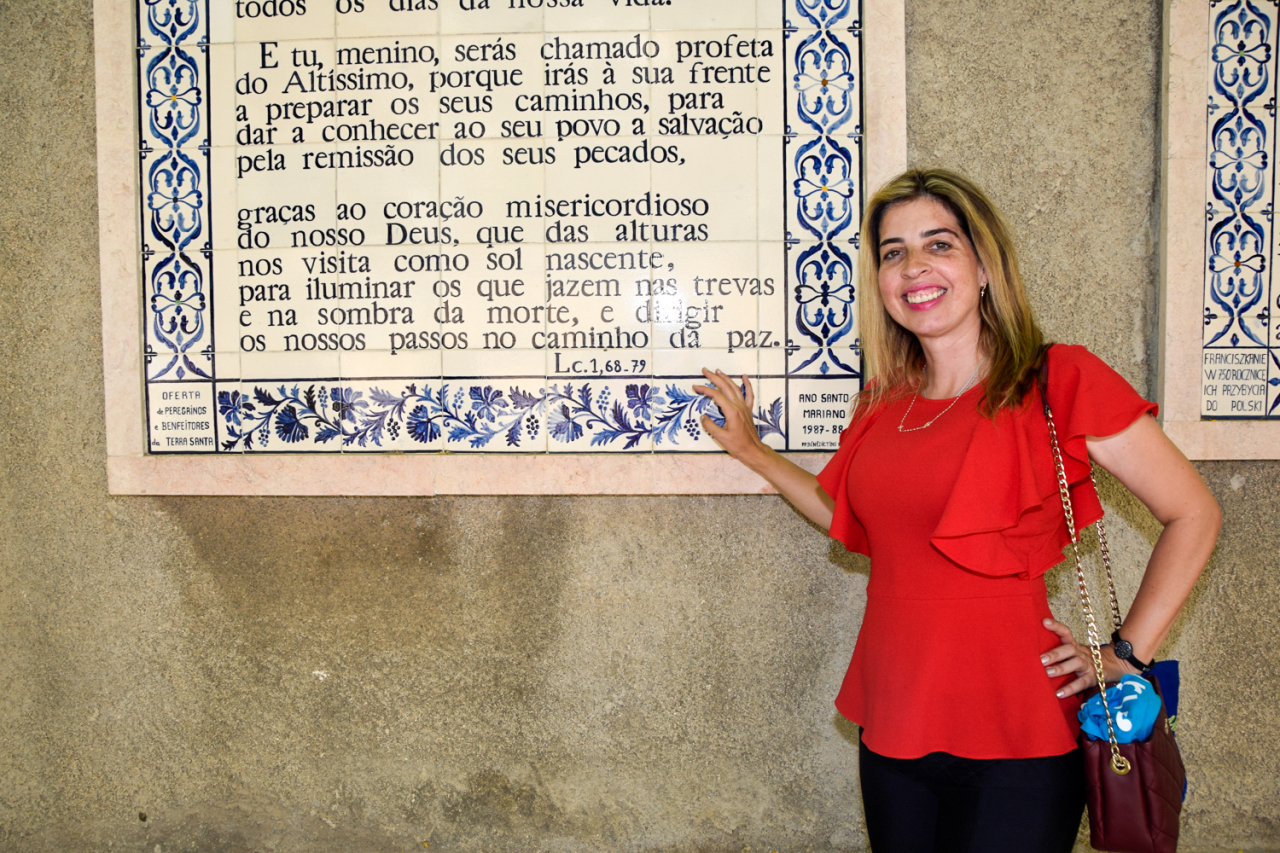 todos os dias da nossa vida.
E tu, menino, serás chamado profeta
do Altíssimo, porque irás à sua frente
a preparar os seus caminhos, para
dar a conhecer ao seu povo a salvação
pela remissão dos seus pecados,
graças ao coração misericordioso
do nosso Deus, que das alturas
nos visita como sol nascente,
para iluminar os que jazem nas trevas
e na sombra da morte, e dirigir
os nossos passos no caminho da paz.
Lc. 1, 68-79
OFERTA
de PEREGRINOS
e BENFEITORES
da TERRA SANTA
ANO SANTO
MARIANO
1987-88
FRANCISZKANIE
W 750 ROCZNICE
ICH PRZYBYCIA
DO POLSKI